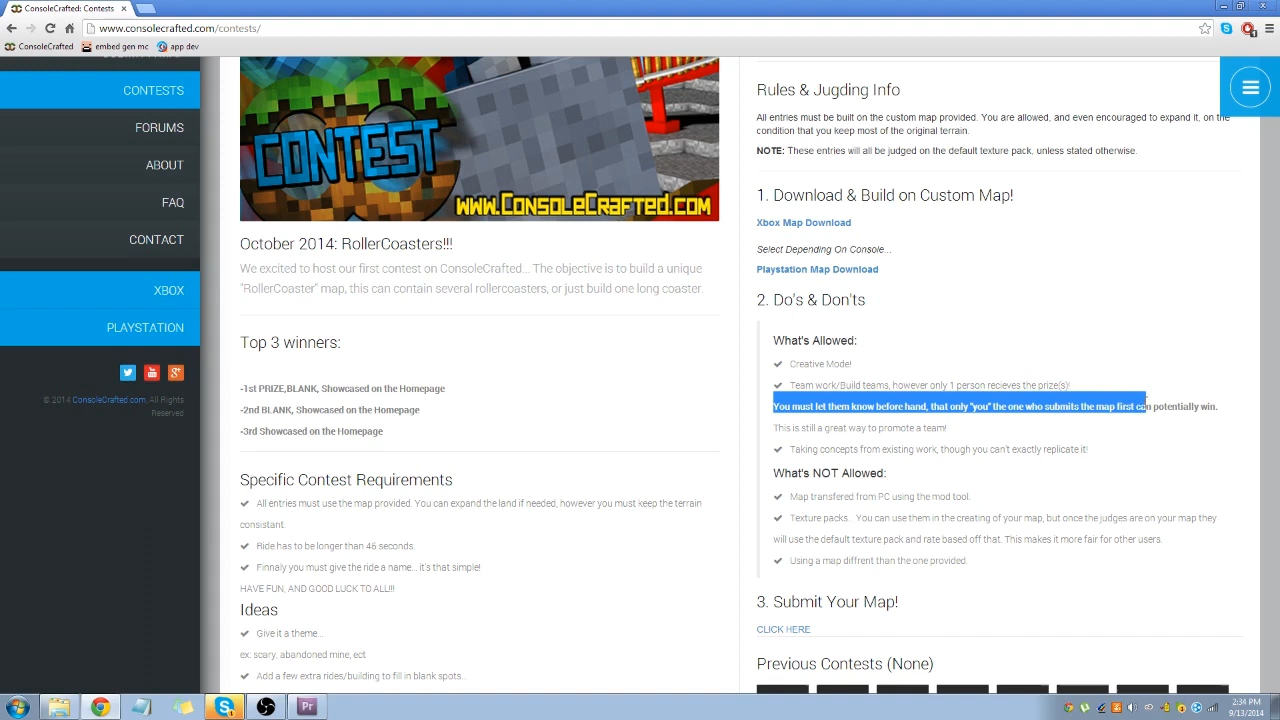 ConsoleCrafted: Contests
www.consolecrafted.com/contests/
ConsoleCrafted
embed gen mc
app dev
CONTESTS
FORUMS
ABOUT
FAQ
CONTACT
XBOX
PLAYSTATION
© 2014 ConsoleCrafted.com, All Rights
Reserved
CONTEST
www.ConsoleCrafted.com
October 2014: RollerCoasters!!!
We excited to host our first contest on ConsoleCrafted... The objective is to build a unique
"RollerCoaster" map, this can contain several rollercoasters, or just build one long coaster.
Top 3 winners:
-1st PRIZE,BLANK, Showcased on the Homepage
-2nd BLANK, Showcased on the Homepage
-3rd Showcased on the Homepage
Specific Contest Requirements
All entries must use the map provided. You can expand the land if needed, however you must keep the terrain
consistant.
Ride has to be longer than 46 seconds.
Finnaly you must give the ride a name... it's that simple!
HAVE FUN, AND GOOD LUCK TO ALL!!!
Ideas
Give it a theme...
ex: scary, abandoned mine, ect
Add a few extra rides/building to fill in blank spots...
Rules & Jugding Info
All entries must be built on the custom map provided. You are allowed, and even encouraged to expand it, on the
condition that you keep most of the original terrain.
NOTE: These entries will all be judged on the default texture pack, unless stated otherwise.
1. Download & Build on Custom Map!
Xbox Map Download
Select Depending On Console...
Playstation Map Download
2. Do's & Don'ts
What's Allowed:
Creative Mode!
Team work/Build teams, however only 1 person recieves the prize(s)!
You must let them know before hand, that only "you" the one who submits the map first can potentially win.
This is still a great way to promote a team!
Taking concepts from existing work, though you can't exactly replicate it!
What's NOT Allowed:
Map transfered from PC using the mod tool.
Texture packs... You can use them in the creating of your map, but once the judges are on your map they
will use the default texture pack and rate based off that. This makes it more fair for other users.
Using a map diffrent than the one provided.
3. Submit Your Map!
CLICK HERE
Previous Contests (None)
Pr
2:34 PM
9/13/2014